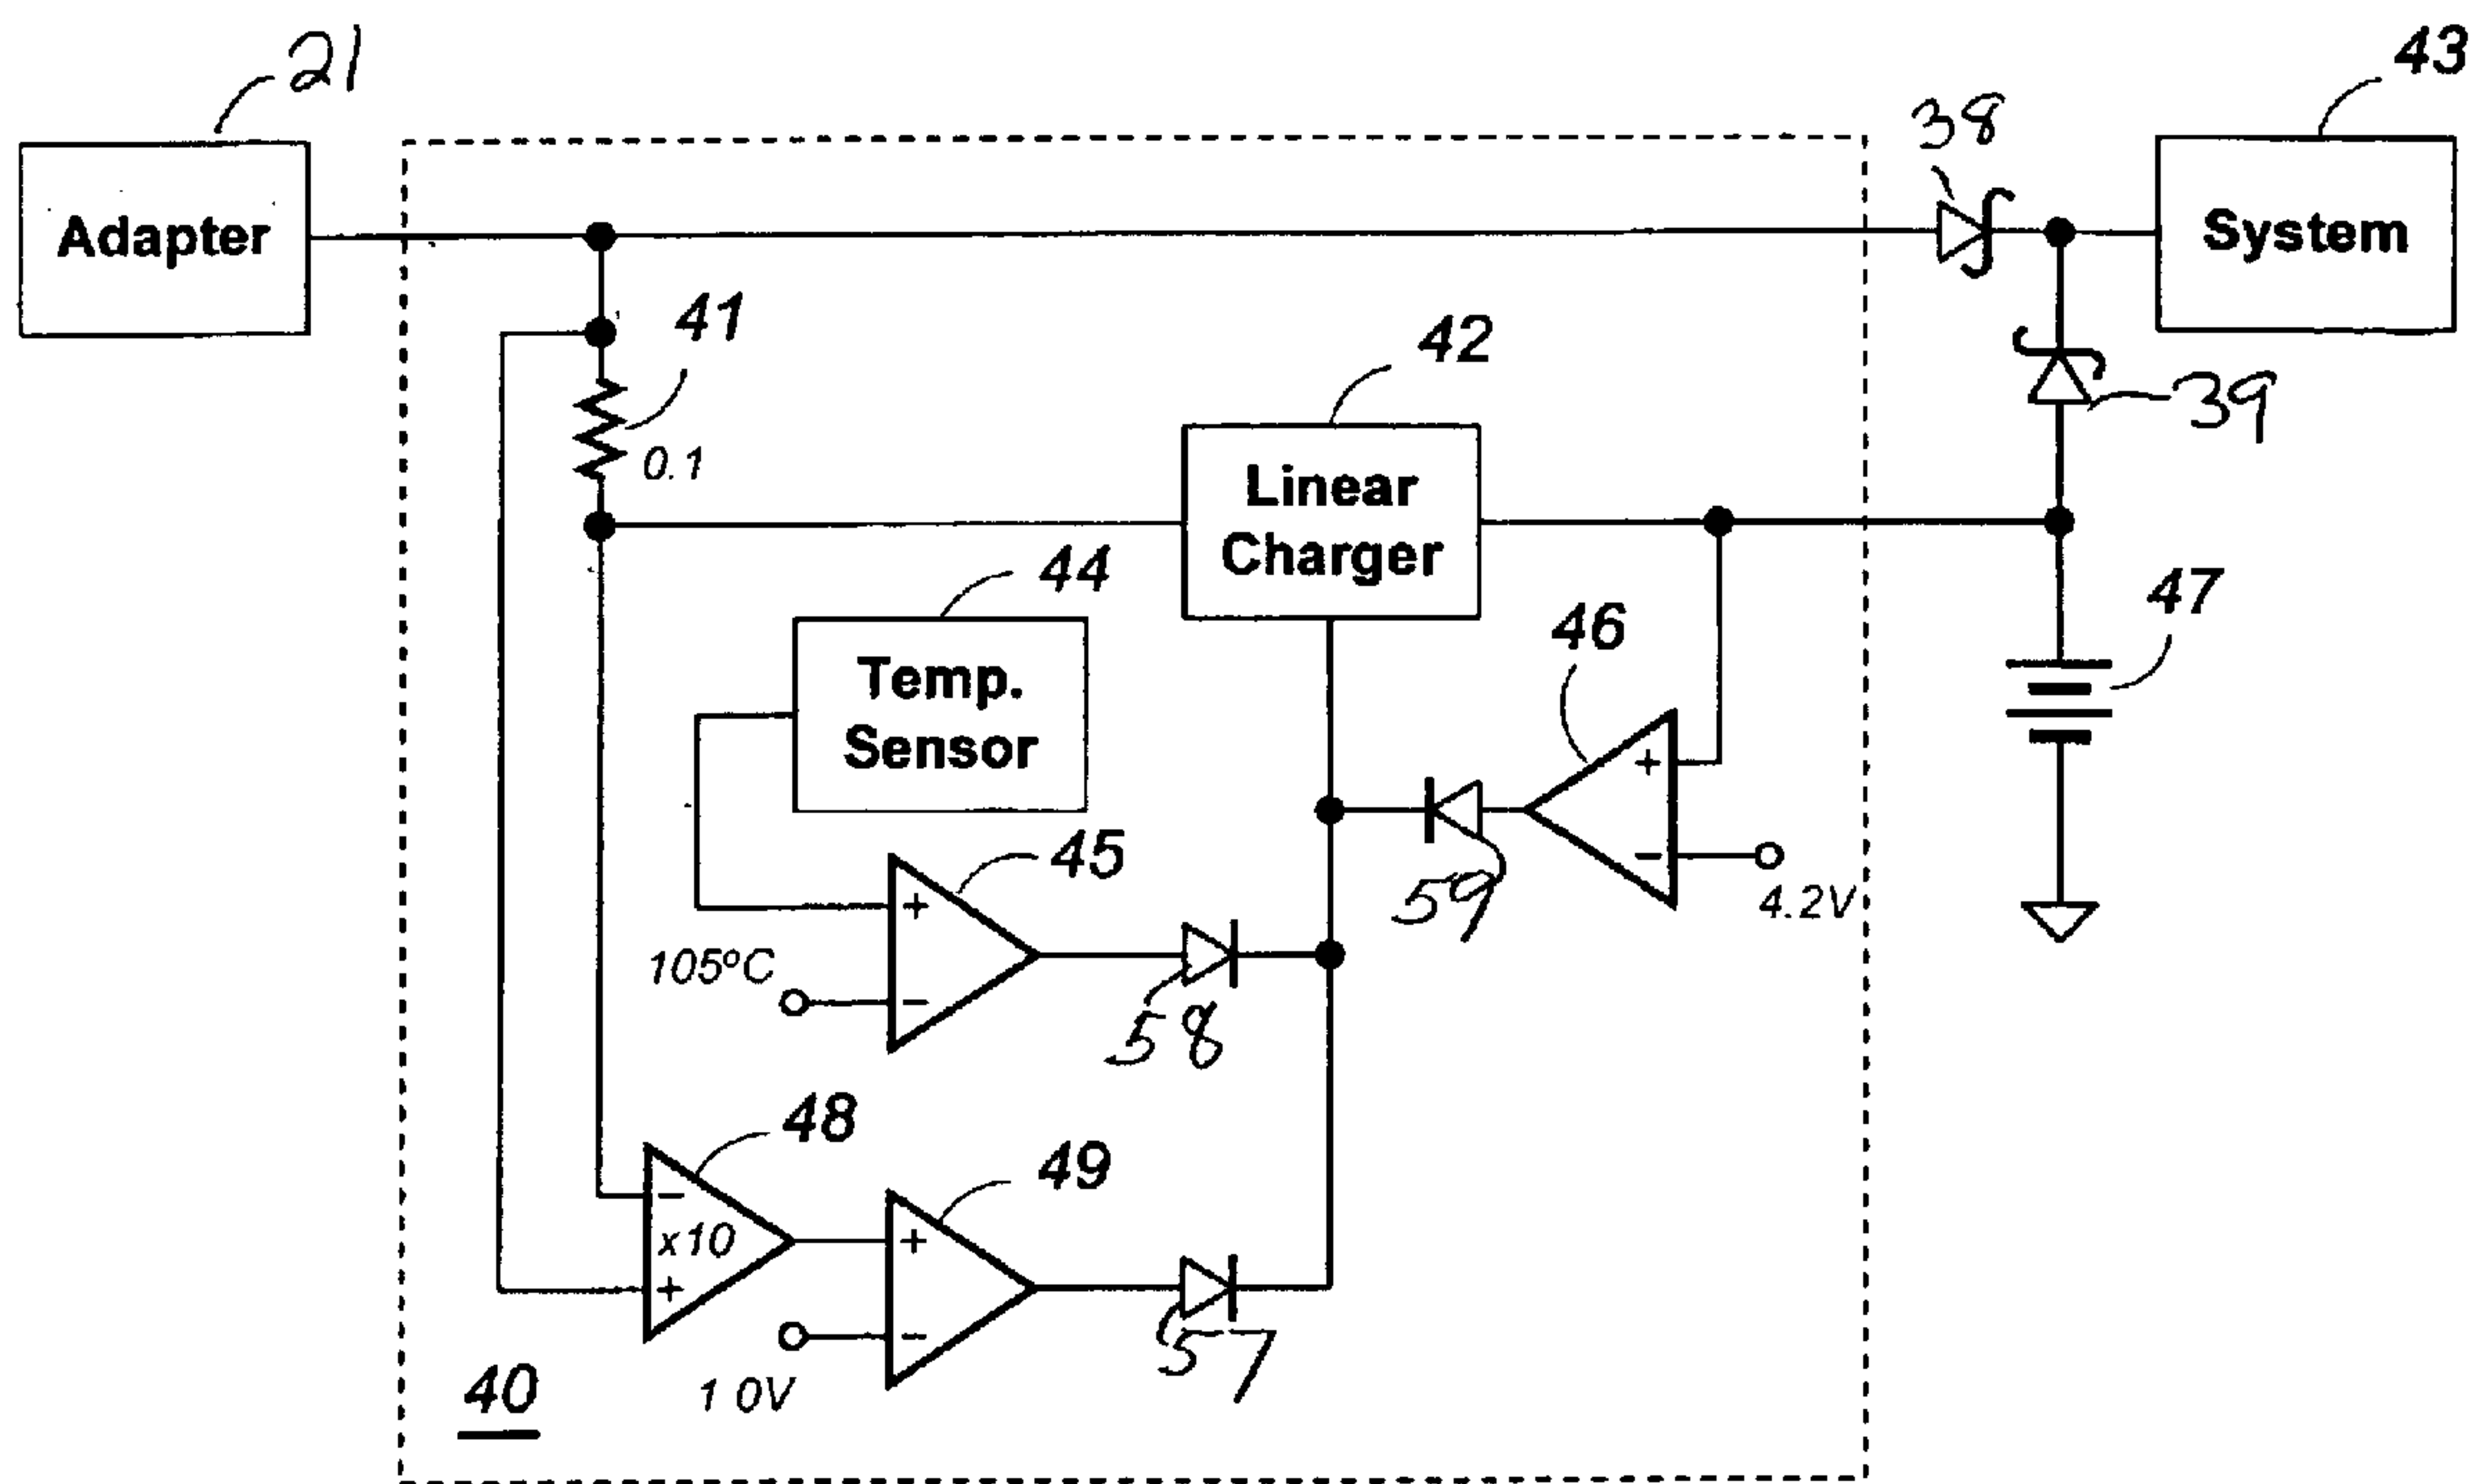 21
43
38
Adapter
System
41
42
39
0.1
Linear
Charger
44
47
46
Temp.
Sensor
+
45
59
-
4.2V
+
105°C
-
58
48
49
-
x10
+
+
57
-
1 0V
40